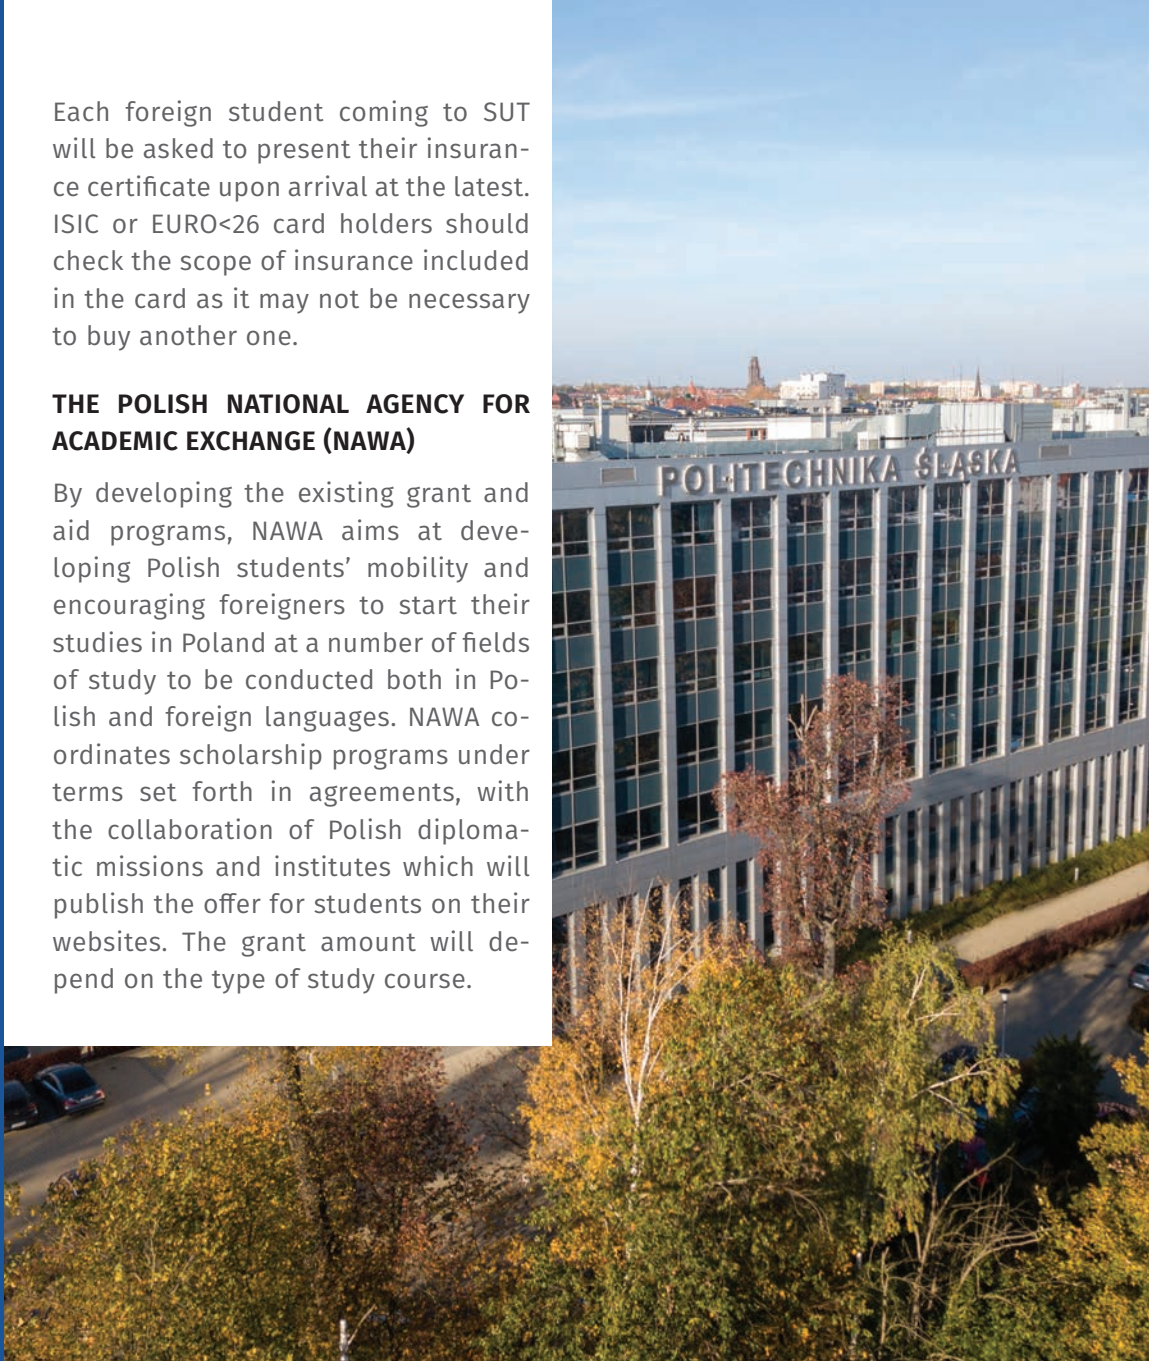 Each foreign student coming to SUT
will be asked to present their insuran-
ce certificate upon arrival at the latest.
ISIC or EURO<26 card holders should
check the scope of insurance included
in the card as it may not be necessary
to buy another one.
THE POLISH NATIONAL AGENCY FOR
ACADEMIC EXCHANGE (NAWA)
By developing the existing grant and
aid programs, NAWA aims at deve-
loping Polish students’ mobility and
encouraging foreigners to start their
studies in Poland at a number of fields
of study to be conducted both in Po-
lish and foreign languages. NAWA co-
ordinates scholarship programs under
terms set forth in agreements, with
the collaboration of Polish diploma-
tic missions and institutes which will
publish the offer for students on their
websites. The grant amount will de-
pend on the type of study course.
POLITECHNIKA ŚLĄSKA